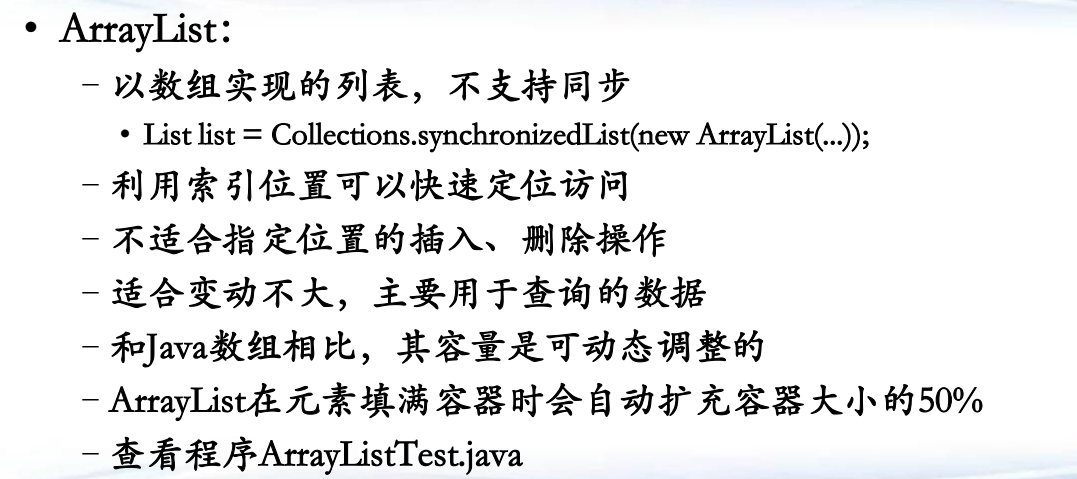 • ArrayList：
– 以数组实现的列表，不支持同步
• List list = Collections.synchronizedList(new ArrayList(...));
– 利用索引位置可以快速定位访问
– 不适合指定位置的插入、删除操作
– 适合变动不大，主要用于查询的数据
– 和Java数组相比，其容量是可动态调整的
– ArrayList在元素填满容器时会自动扩充容器大小的50%
– 查看程序ArrayListTest.java